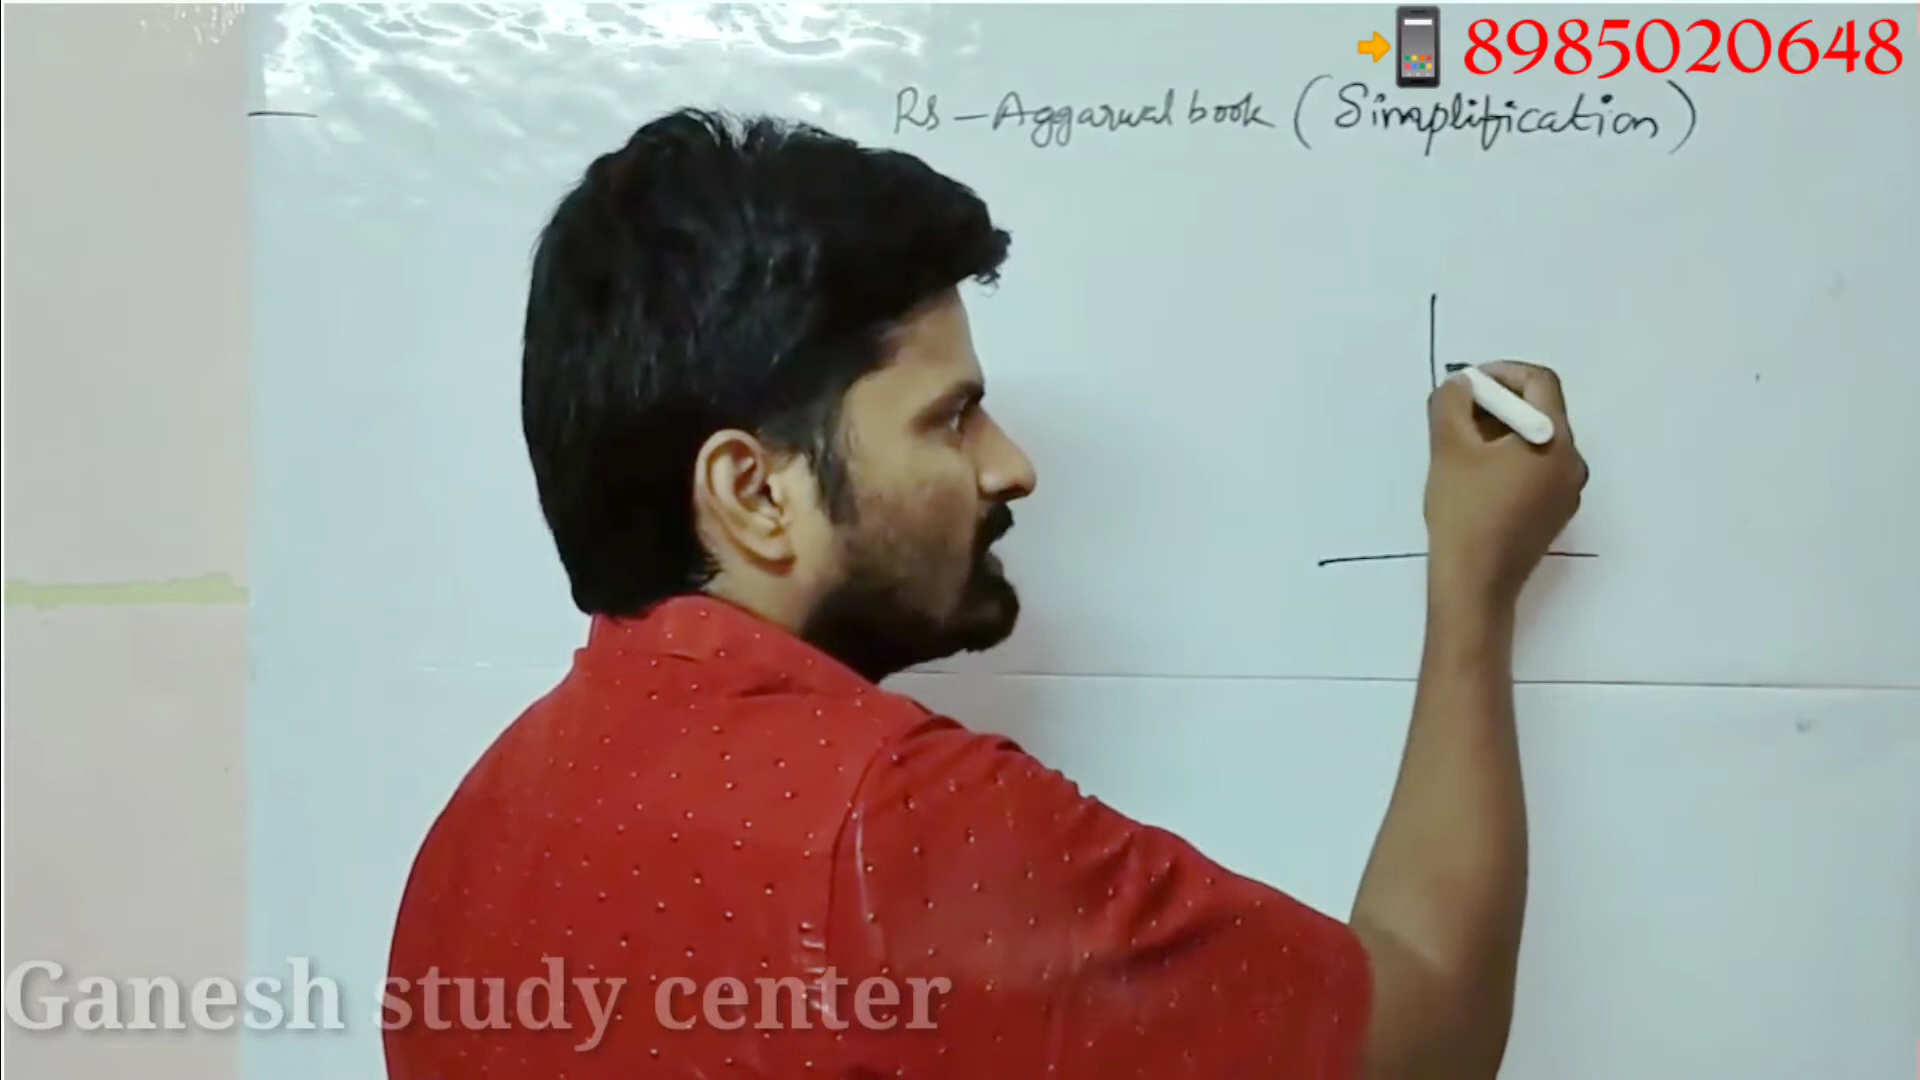 8985020648
Rs - Aggarwal book (Simplification)
Ganesh study center